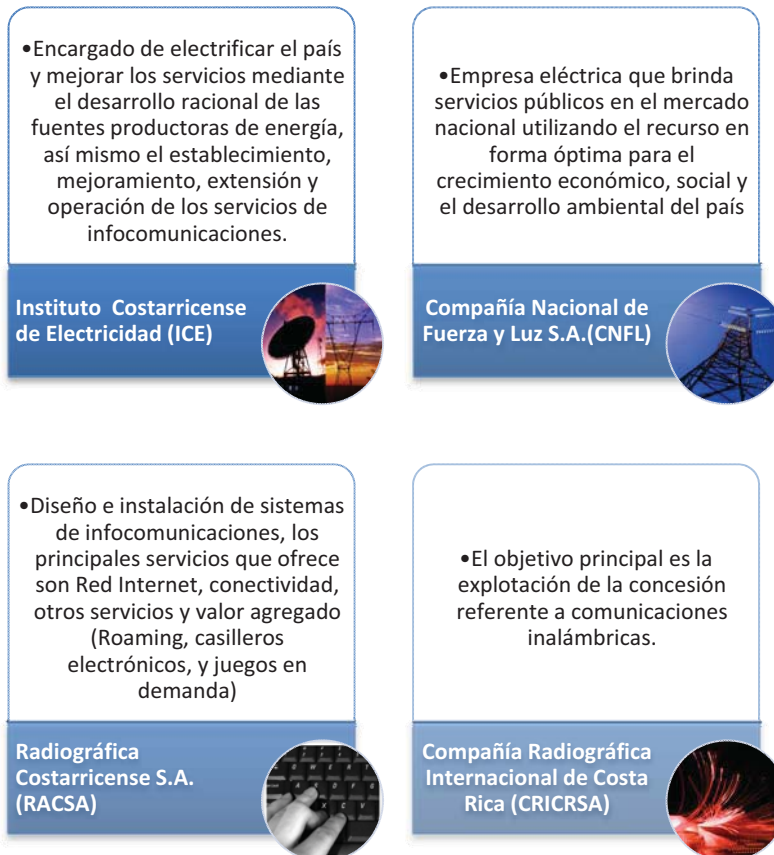 •Encargado de electrificar el país
y mejorar los servicios mediante
el desarrollo racional de las
fuentes productoras de energía,
así mismo el establecimiento,
mejoramiento, extensión y
operación de los servicios de
infocomunicaciones.
Instituto Costarricense
de Electricidad (ICE)
•Empresa eléctrica que brinda
servicios públicos en el mercado
nacional utilizando el recurso en
forma óptima para el
crecimiento económico, social y
el desarrollo ambiental del país
Compañía Nacional de
Fuerza y Luz S.A.(CNFL)
•Diseño e instalación de sistemas
de infocomunicaciones, los
principales servicios que ofrece
son Red Internet, conectividad,
otros servicios y valor agregado
(Roaming, casilleros
electrónicos, y juegos en
demanda)
Radiográfica
Costarricense S.A.
(RACSA)
•El objetivo principal es la
explotación de la concesión
referente a comunicaciones
inalámbricas.
Compañía Radiográfica
Internacional de Costa
Rica (CRICRSA)